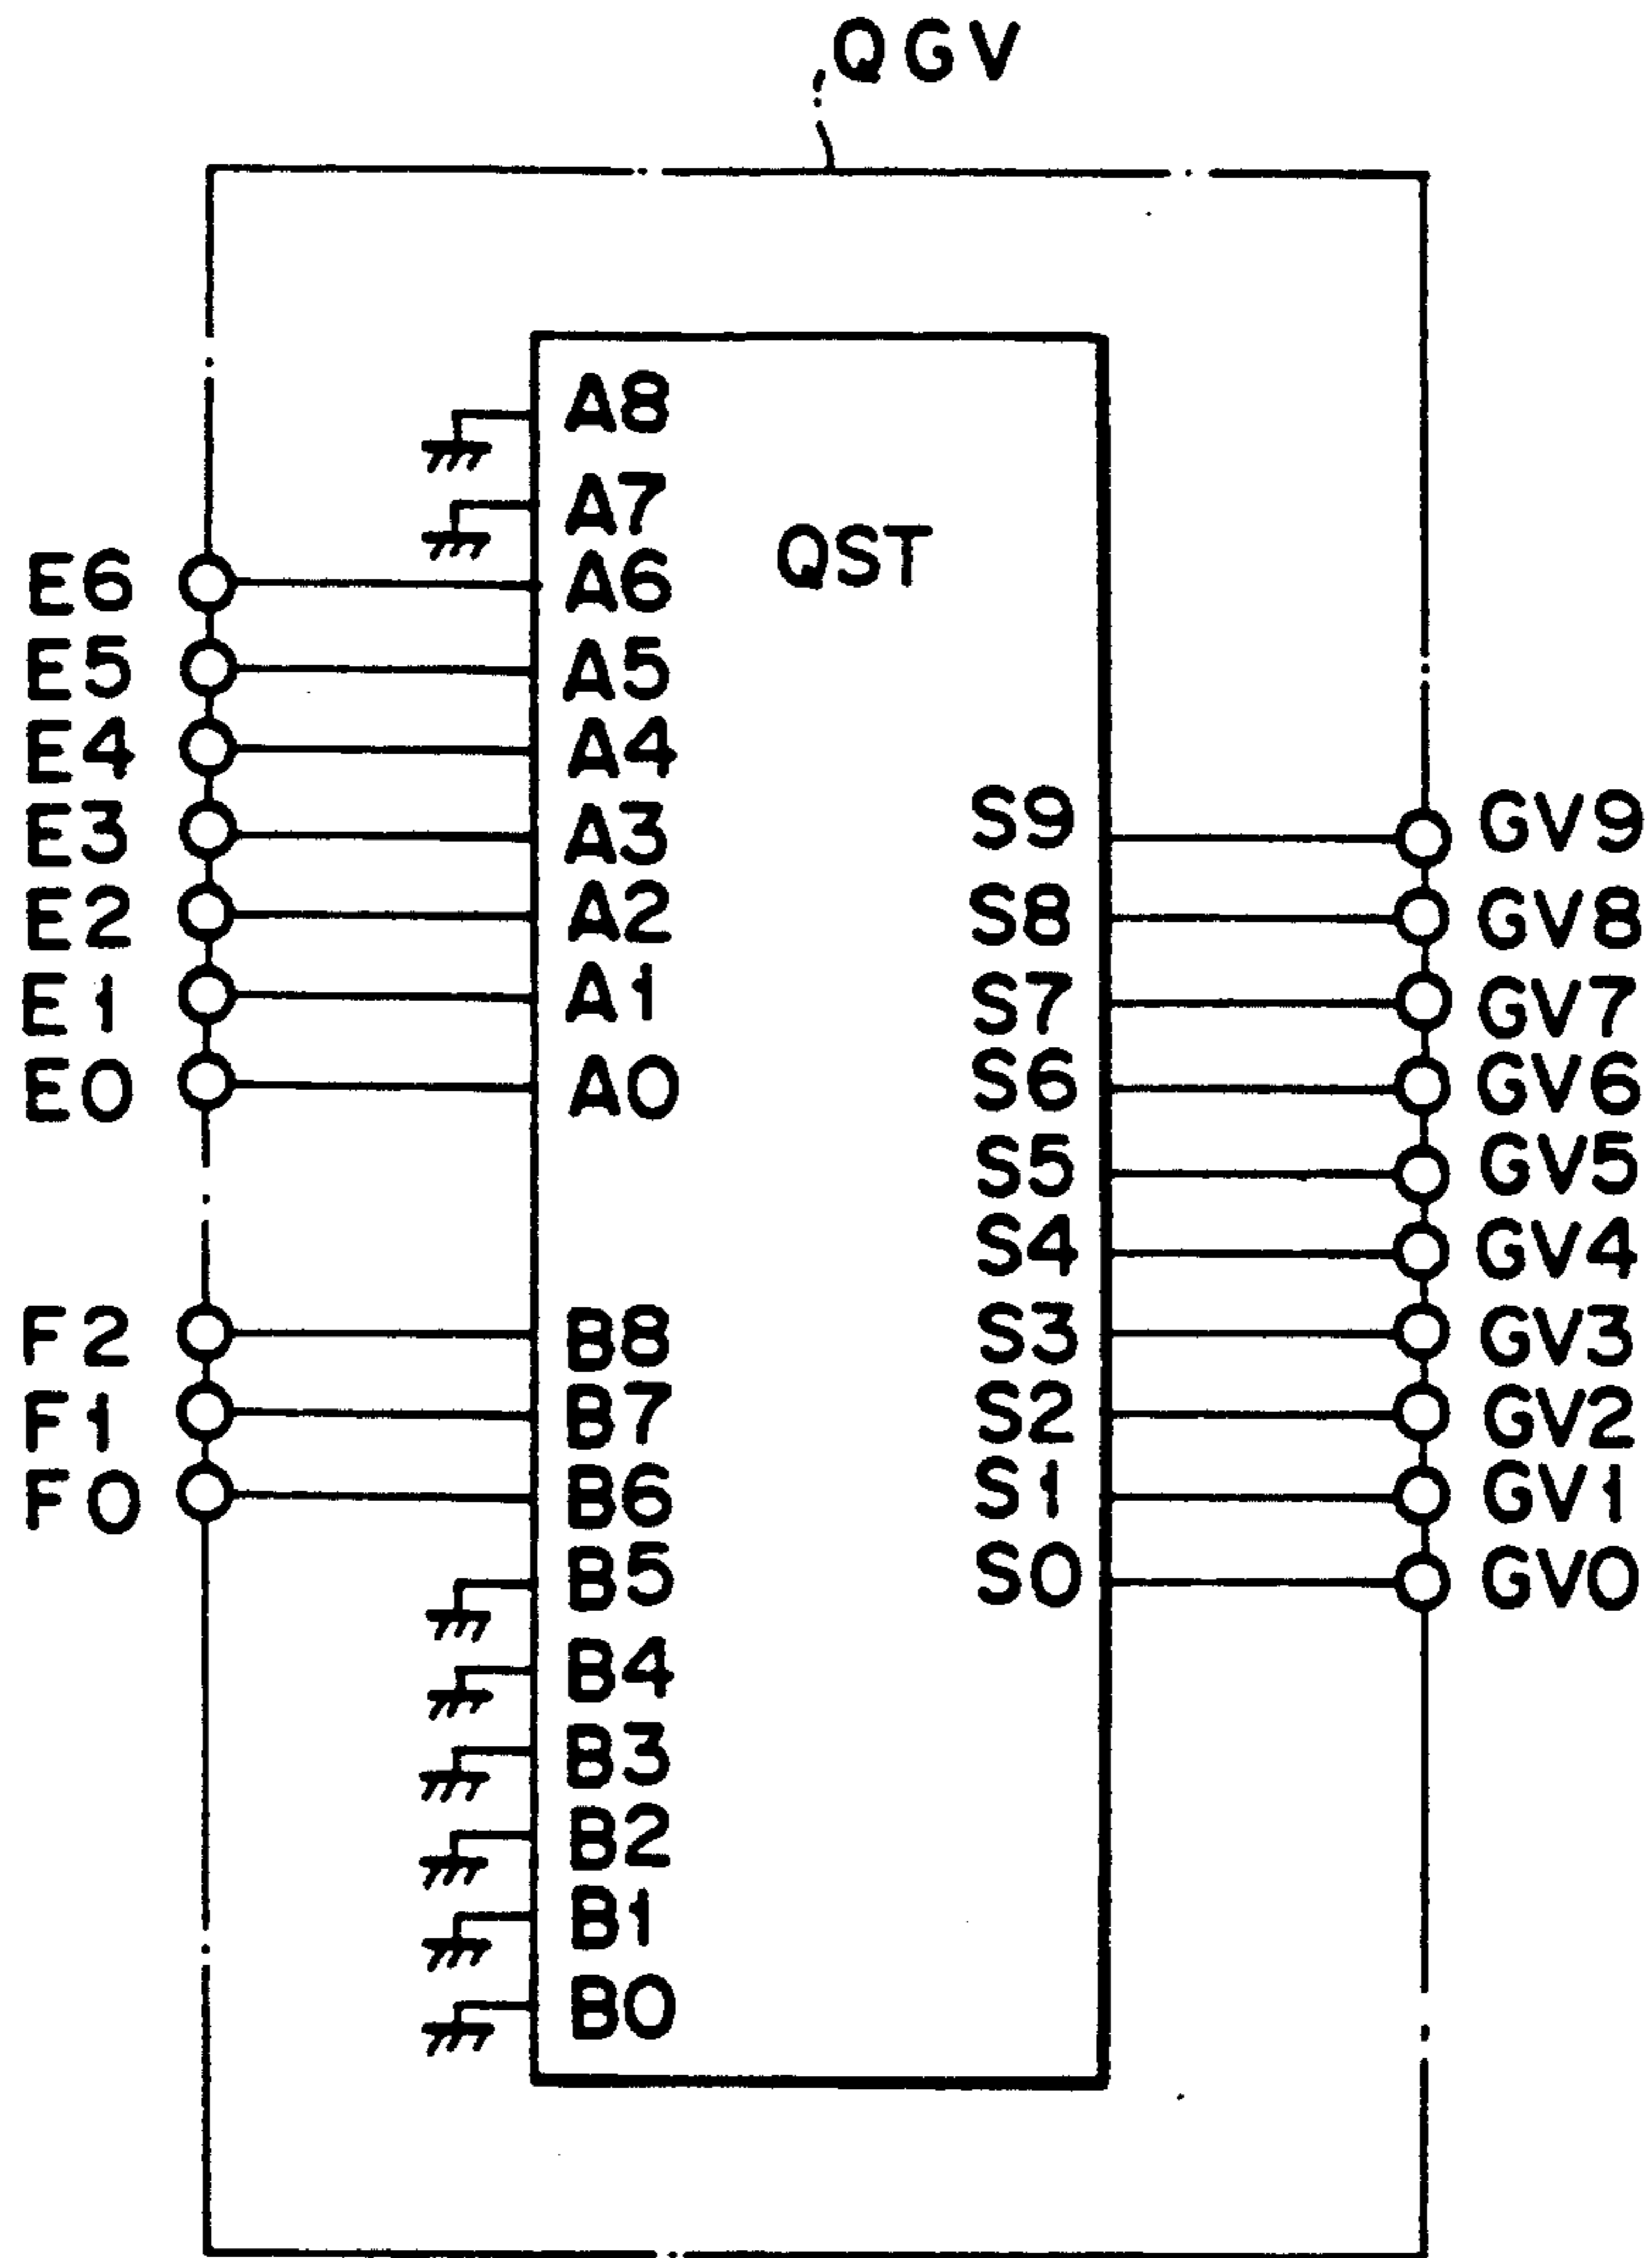 QGV
A8
A7
QST
E6 A6
E5 A5
E4 A4
E3 A3 S9 GV9
E2 A2 S8 GV8
E1 A1 S7 GV7
E0 A0 S6 GV6
S5 GV5
S4 GV4
F2 B8 S3 GV3
F1 B7 S2 GV2
F0 B6 S1 GV1
B5 S0 GV0
B4
B3
B2
B1
B0